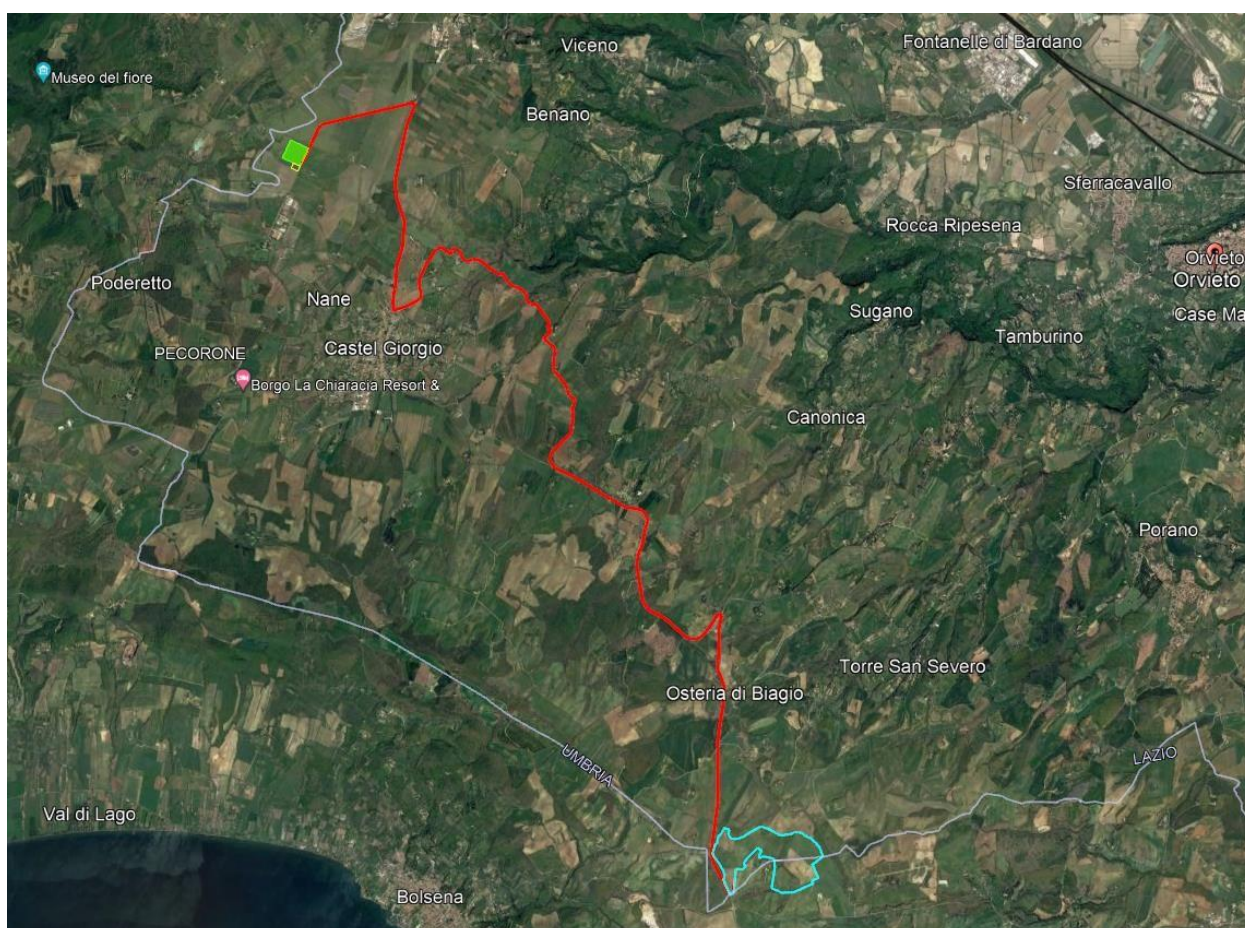 Viceno
Fontanelle di Bardano
Museo del fiore
Benano
Sferracavallo
Rocca Ripesena
Orvieto
Orvieto
Poderetto
Nane
Sugano
Case Ma
Tamburino
Castel Giorgio
PECORONE
Borgo La Chiaracia Resort &
Canonica
Porano
Torre San Severo
Osteria di Biagio
UMBRIA
LAZIO
Val di Lago
Bolsena